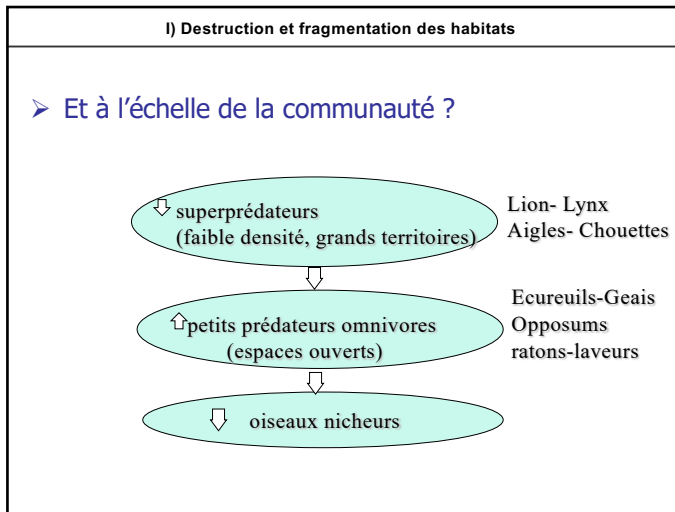 I) Destruction et fragmentation des habitats
➢ Et à l'échelle de la communauté ?
superprédateurs
(faible densité, grands territoires)
Lion- Lynx
Aigles- Chouettes
petits prédateurs omnivores
(espaces ouverts)
Ecureuils-Geais
Opposums
ratons-laveurs
oiseaux nicheurs